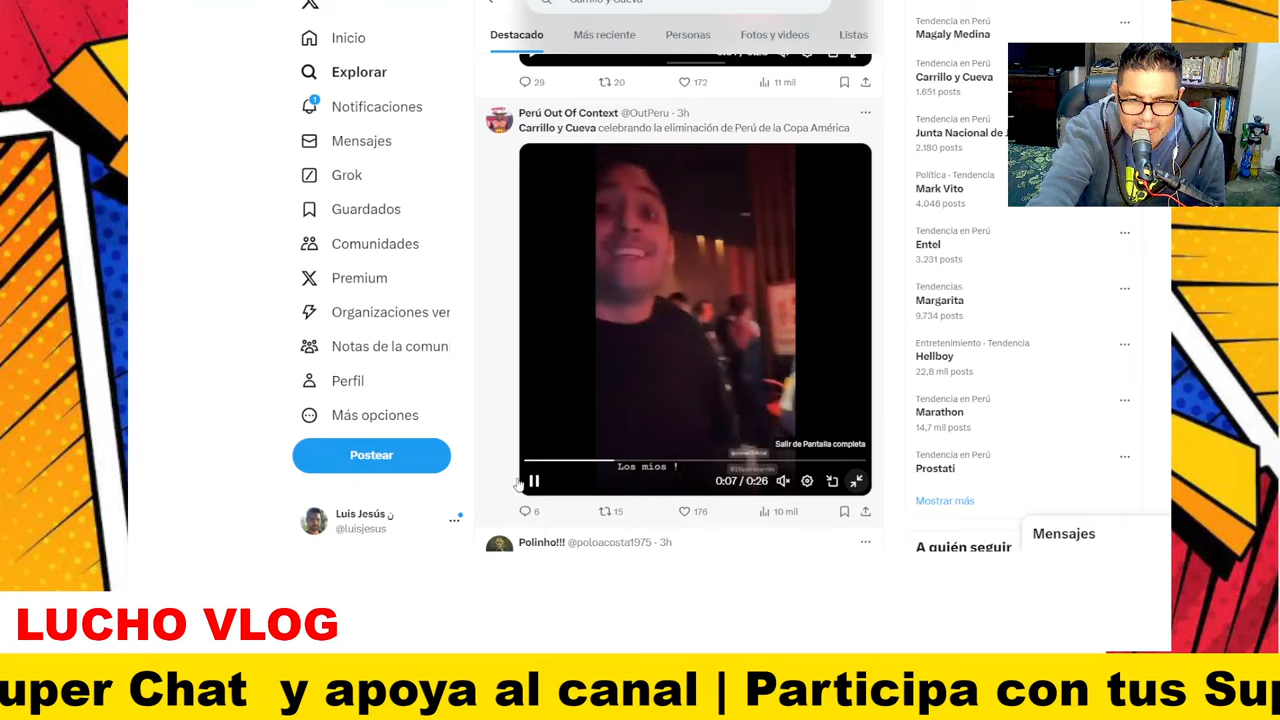 Carrillo y Cueva
Inicio
Explorar
1
Notificaciones
Mensajes
Grok
Guardados
Comunidades
Premium
Organizaciones ver
Notas de la comun
Perfil
Más opciones
Postear
Luis Jesús ن
@luisjesus
Destacado
Más reciente
Personas
Fotos y videos
Listas
29
20
172
11 mil
Perú Out Of Context @OutPeru · 3h
Carrillo y Cueva celebrando la eliminación de Perú de la Copa América
Salir de Pantalla completa
Los mios !
0:07 / 0:26
6
15
176
10 mil
Polinho!!! @poloacosta1975 · 3h
Tendencia en Perú
Magaly Medina
Tendencia en Perú
Carrillo y Cueva
1.651 posts
Tendencia en Perú
Junta Nacional de J
2.180 posts
Política · Tendencia
Mark Vito
4.046 posts
Tendencia en Perú
Entel
3.231 posts
Tendencias
Margarita
9.734 posts
Entretenimiento · Tendencia
Hellboy
22,8 mil posts
Tendencia en Perú
Marathon
14,7 mil posts
Tendencia en Perú
Prostati
Mostrar más
A quién seguir
Mensajes
LUCHO VLOG
uper Chat y apoya al canal | Participa con tus Sup